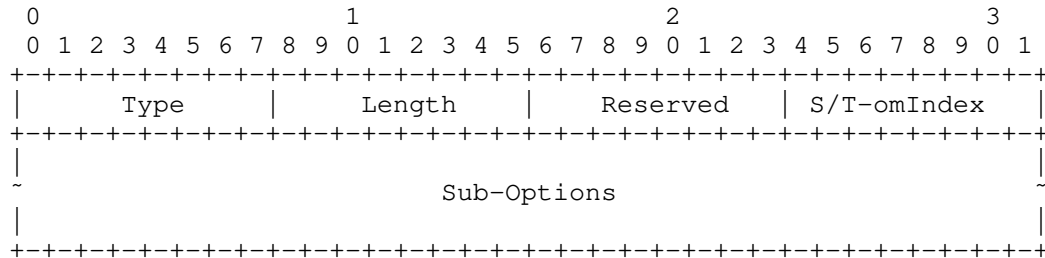 0                   1                   2                   3
 0 1 2 3 4 5 6 7 8 9 0 1 2 3 4 5 6 7 8 9 0 1 2 3 4 5 6 7 8 9 0 1
+-+-+-+-+-+-+-+-+-+-+-+-+-+-+-+-+-+-+-+-+-+-+-+-+-+-+-+-+-+-+-+-+
|      Type     |     Length    |    Reserved   | S/T-omIndex   |
+-+-+-+-+-+-+-+-+-+-+-+-+-+-+-+-+-+-+-+-+-+-+-+-+-+-+-+-+-+-+-+-+
|                                                               |
~                          Sub-Options                          ~
|                                                               |
+-+-+-+-+-+-+-+-+-+-+-+-+-+-+-+-+-+-+-+-+-+-+-+-+-+-+-+-+-+-+-+-+